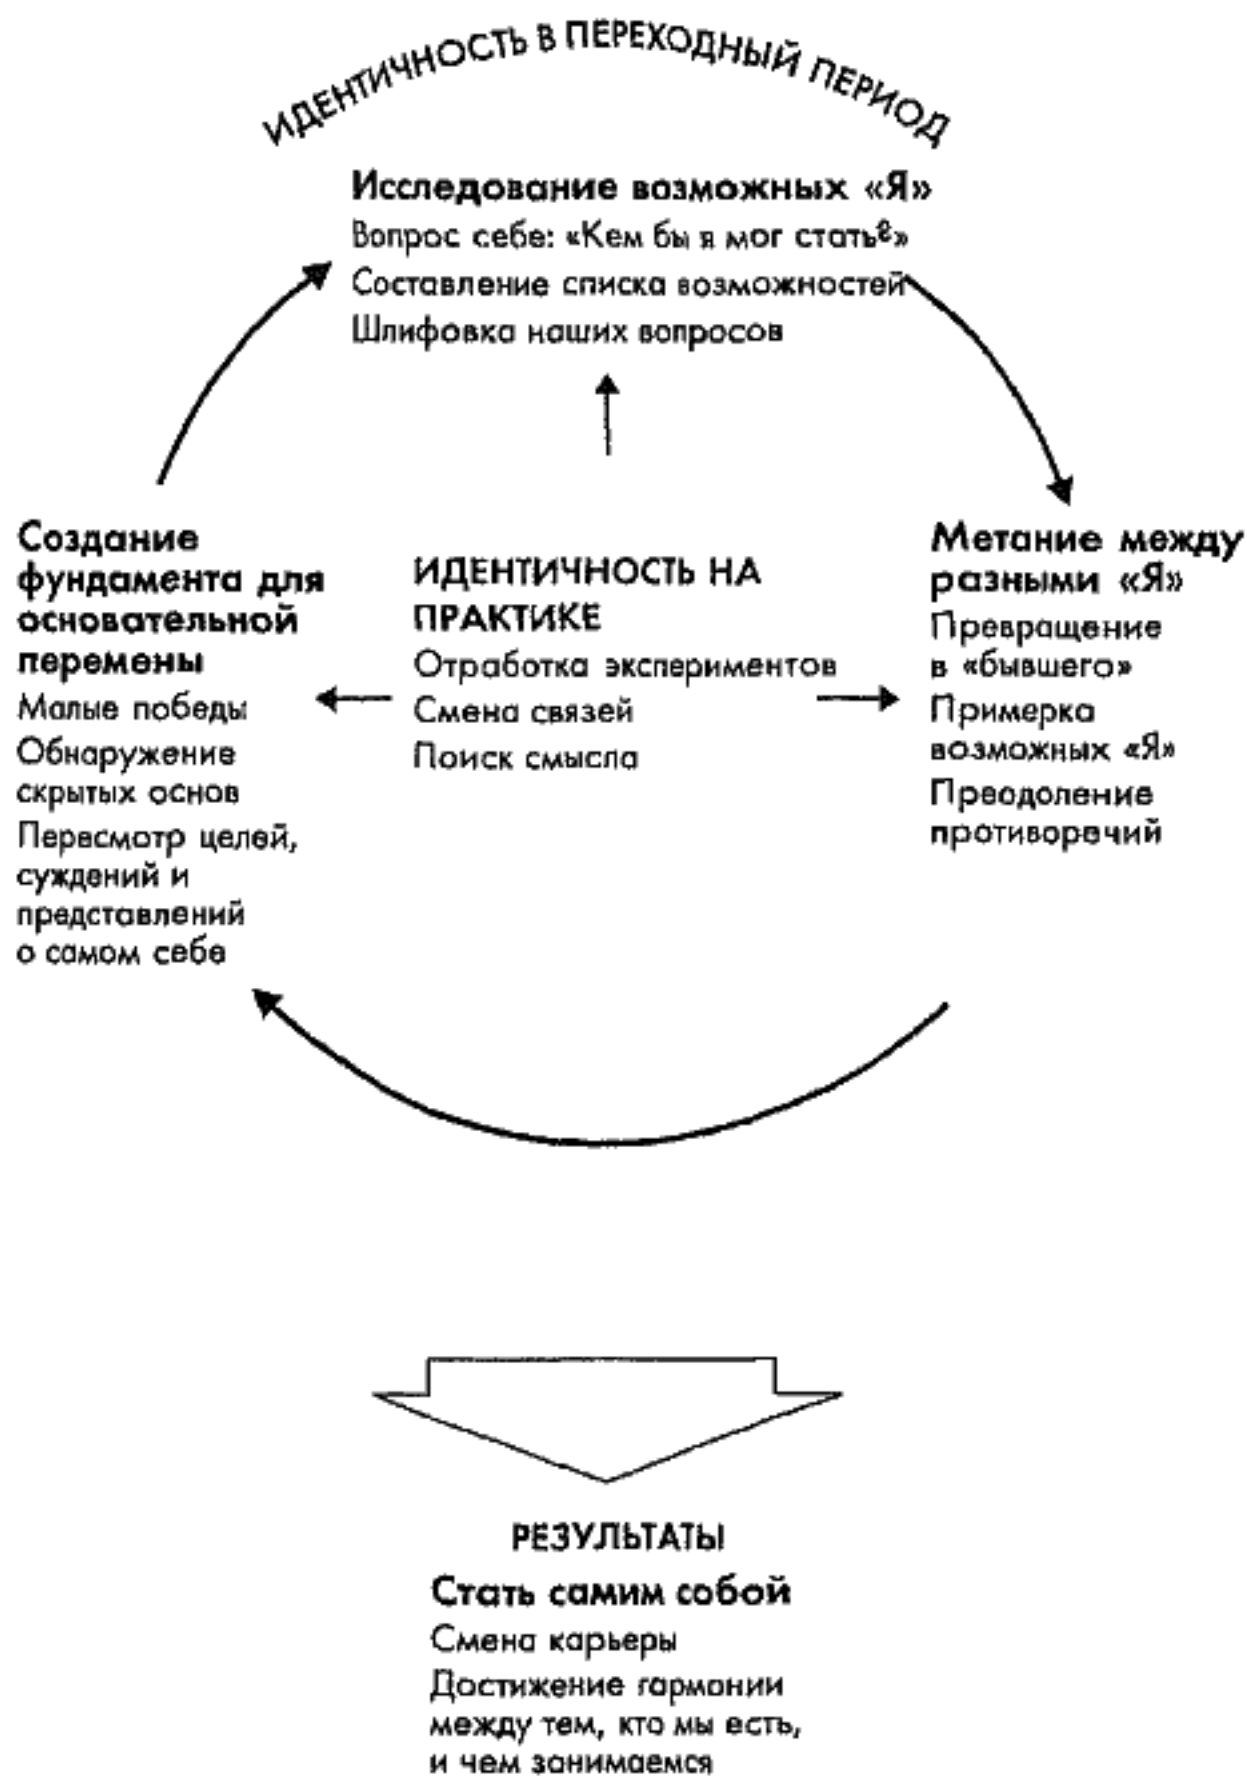 ИДЕНТИЧНОСТЬ В ПЕРЕХОДНЫЙ ПЕРИОД
Исследование возможных «Я»
Вопрос себе: «Кем бы я мог стать?»
Составление списка возможностей
Шлифовка наших вопросов
Создание
фундамента для
основательной
перемены
Малые победы
Обнаружение
скрытых основ
Пересмотр целей,
суждений и
представлений
о самом себе
ИДЕНТИЧНОСТЬ НА
ПРАКТИКЕ
Отработка экспериментов
Смена связей
Поиск смысла
Метание между
разными «Я»
Превращение
в «бывшего»
Примерка
возможных «Я»
Преодоление
противоречий
РЕЗУЛЬТАТЫ
Стать самим собой
Смена карьеры
Достижение гармонии
между тем, кто мы есть,
и чем занимаемся